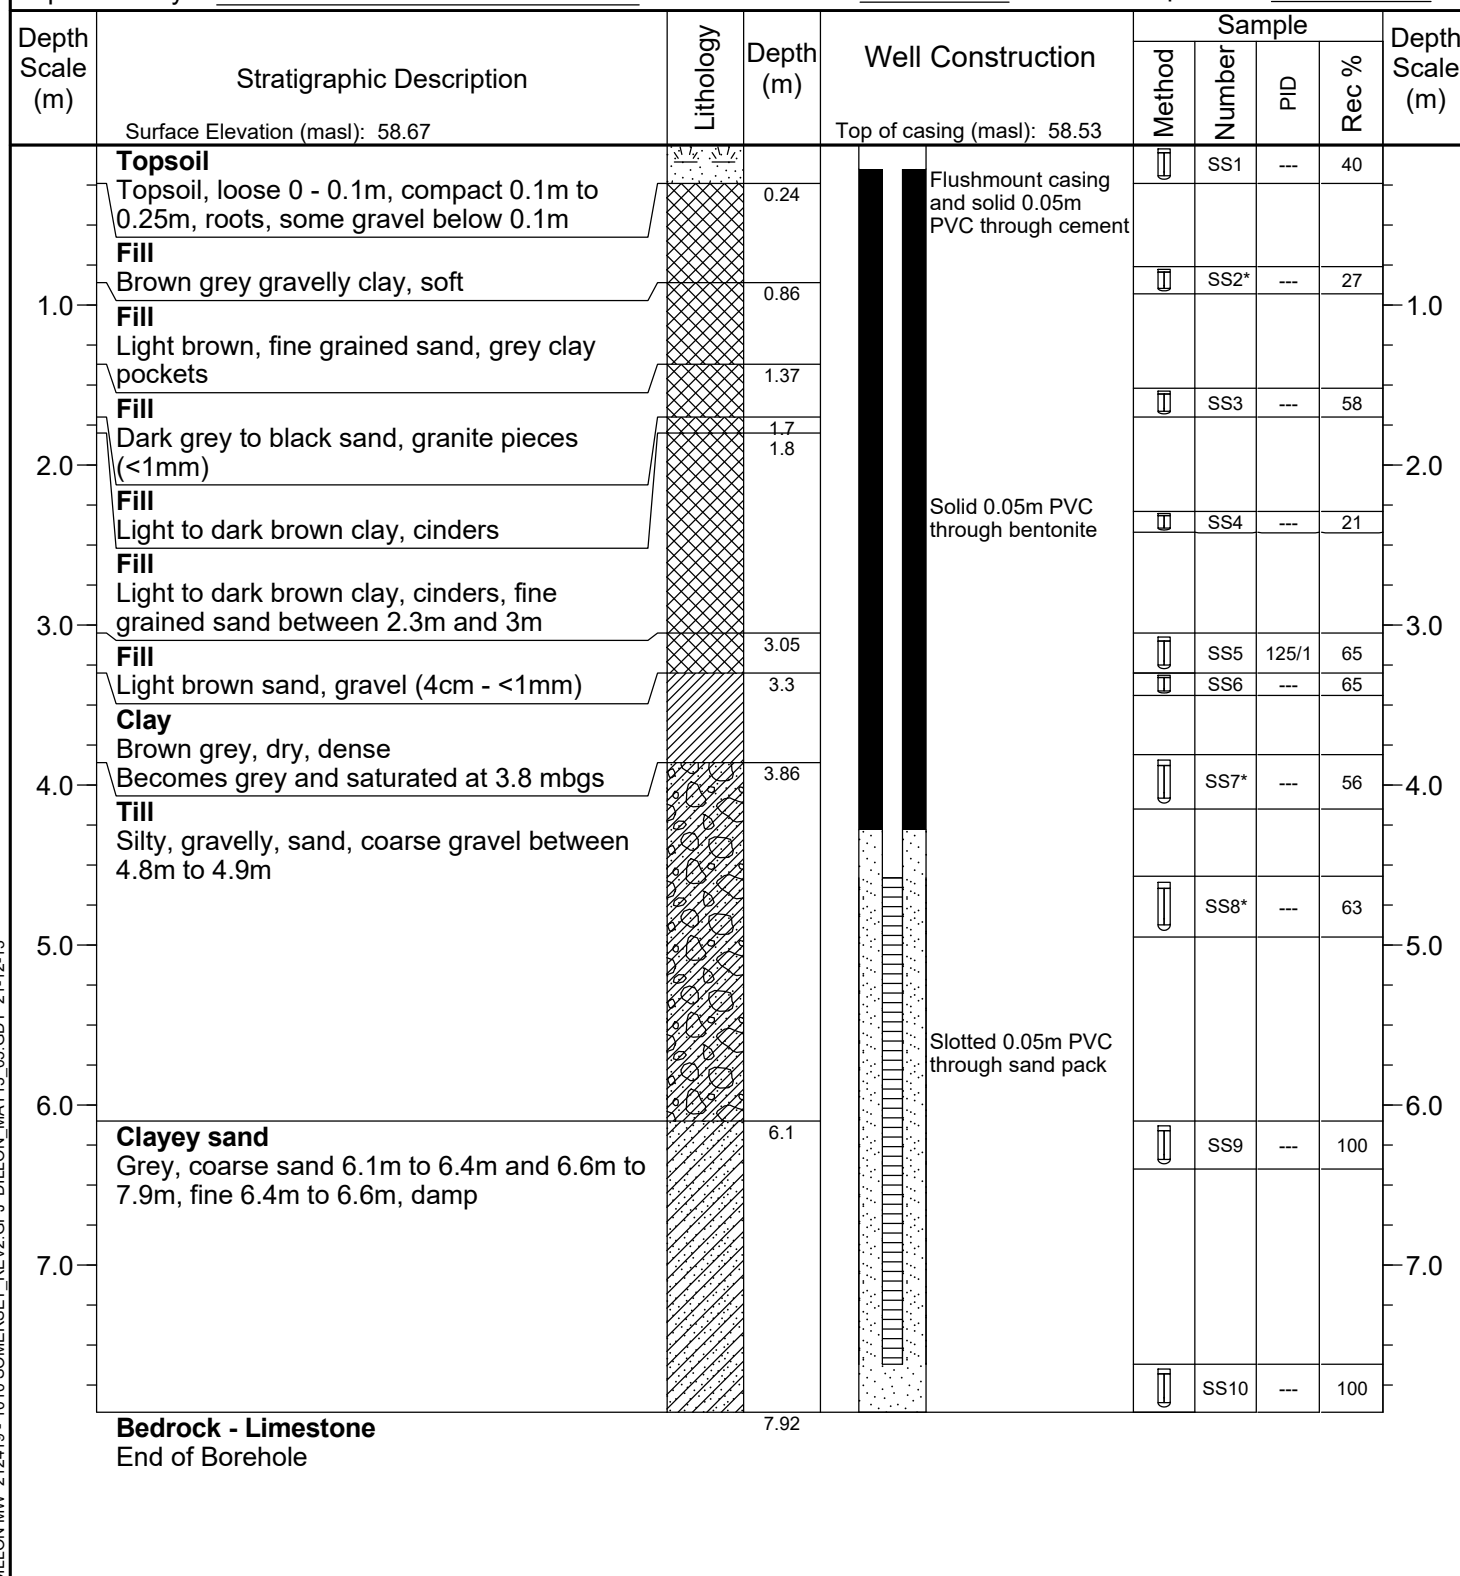 Depth
Scale
(m)
Stratigraphic Description
Surface Elevation (masl): 58.67
Lithology
Depth
(m)
Well Construction
Top of casing (masl): 58.53
Sample
Method
Number
PID
Rec %
Depth
Scale
(m)
Topsoil
Topsoil, loose 0 - 0.1m, compact 0.1m to
0.25m, roots, some gravel below 0.1m
0.24
Flushmount casing
and solid 0.05m
PVC through cement
SS1 --- 40
Fill
Brown grey gravelly clay, soft
0.86
SS2* --- 27
1.0
1.0
Fill
Light brown, fine grained sand, grey clay
pockets
1.37
SS3 --- 58
Fill
Dark grey to black sand, granite pieces
(<1mm)
1.7
1.8
2.0
2.0
Fill
Light to dark brown clay, cinders
Solid 0.05m PVC
through bentonite
SS4 --- 21
Fill
Light to dark brown clay, cinders, fine
grained sand between 2.3m and 3m
3.0
3.0
3.05
SS5 125/1 65
Fill
Light brown sand, gravel (4cm - <1mm)
3.3
SS6 --- 65
Clay
Brown grey, dry, dense
Becomes grey and saturated at 3.8 mbgs
3.86
SS7* --- 56
4.0
4.0
Till
Silty, gravelly, sand, coarse gravel between
4.8m to 4.9m
SS8* --- 63
5.0
5.0
Slotted 0.05m PVC
through sand pack
6.0
6.0
Clayey sand
Grey, coarse sand 6.1m to 6.4m and 6.6m to
7.9m, fine 6.4m to 6.6m, damp
6.1
SS9 --- 100
7.0
7.0
SS10 --- 100
Bedrock - Limestone
End of Borehole
7.92